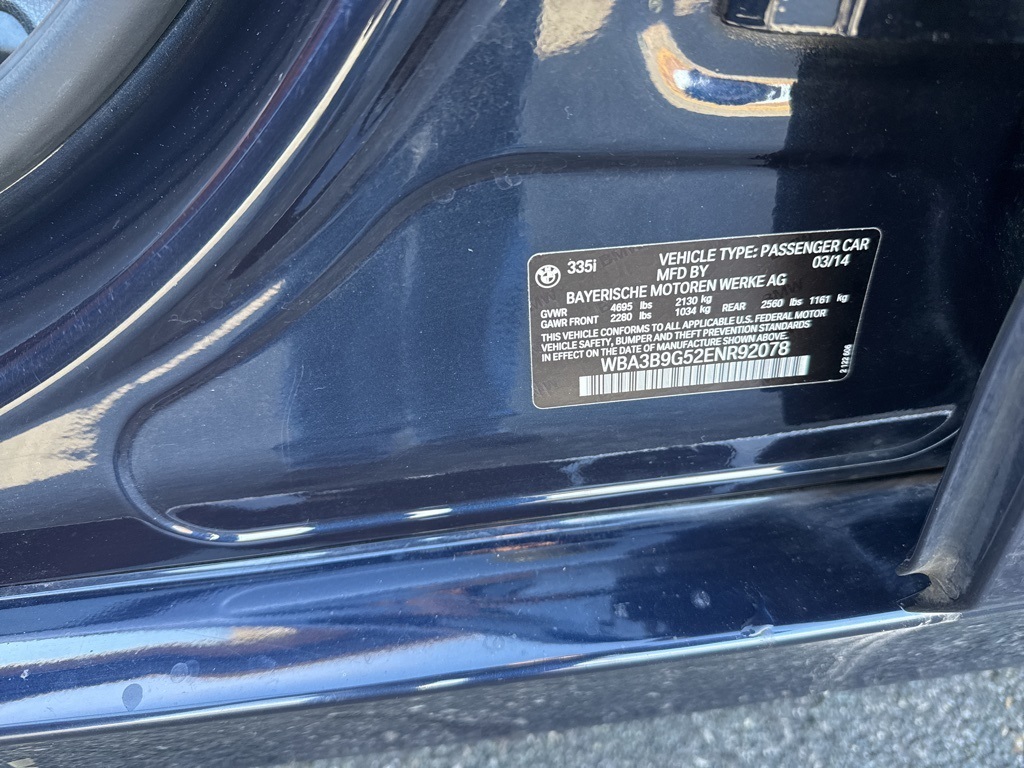 335i VEHICLE TYPE: PASSENGER CAR
MFD BY 03/14
BAYERISCHE MOTOREN WERKE AG
GVWR 4695 lbs 2130 kg
GAWR FRONT 2280 lbs 1034 kg REAR 2560 lbs 1161 kg
THIS VEHICLE CONFORMS TO ALL APPLICABLE U.S. FEDERAL MOTOR
VEHICLE SAFETY, BUMPER AND THEFT PREVENTION STANDARDS
IN EFFECT ON THE DATE OF MANUFACTURE SHOWN ABOVE.
WBA3B9G52ENR92078